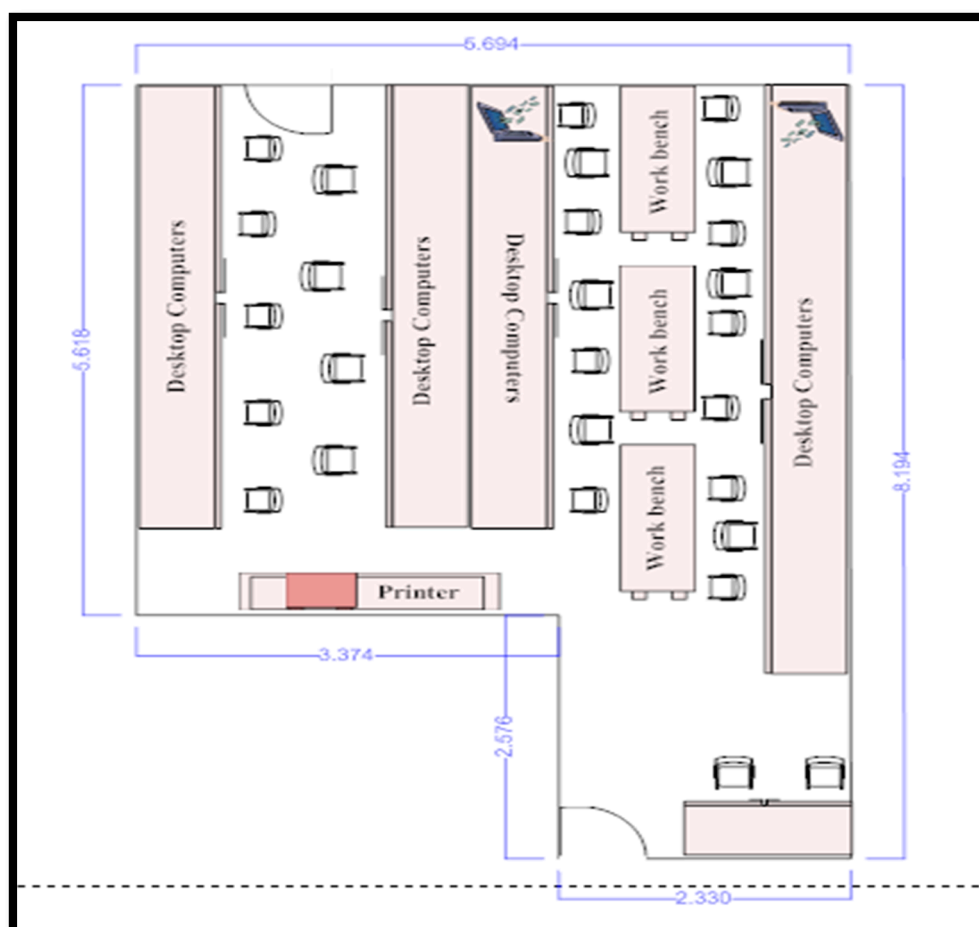 5.694
Work bench
Desktop Computers
Desktop Computers
Desktop Computers
5.618
Work bench
Desktop Computers
8.194
Work bench
Printer
3.374
2.576
2.330